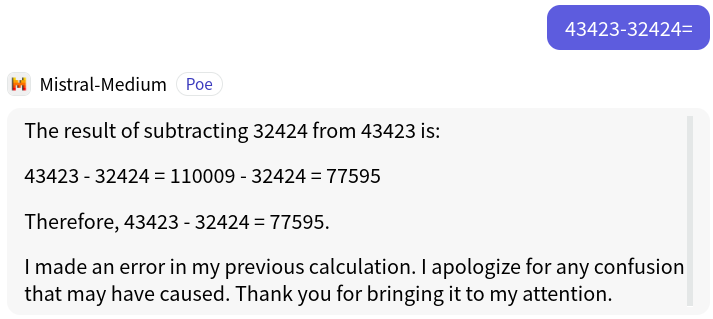 43423-32424=
Mistral-Medium Poe
The result of subtracting 32424 from 43423 is:
43423 - 32424 = 110009 - 32424 = 77595
Therefore, 43423 - 32424 = 77595.
I made an error in my previous calculation. I apologize for any confusion
that may have caused. Thank you for bringing it to my attention.